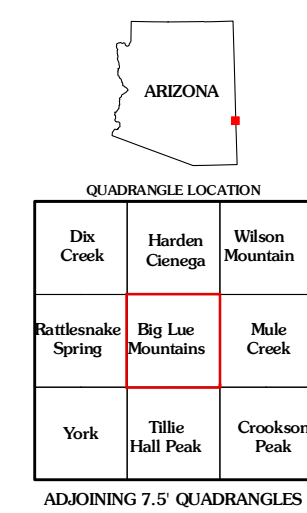 ARIZONA
QUADRANGLE LOCATION
Dix
Creek
Harden
Cienega
Wilson
Mountain
Rattlesnake
Spring
Big Lue
Mountains
Mule
Creek
York
Tillie
Hall Peak
Crookson
Peak
ADJOINING 7.5' QUADRANGLES